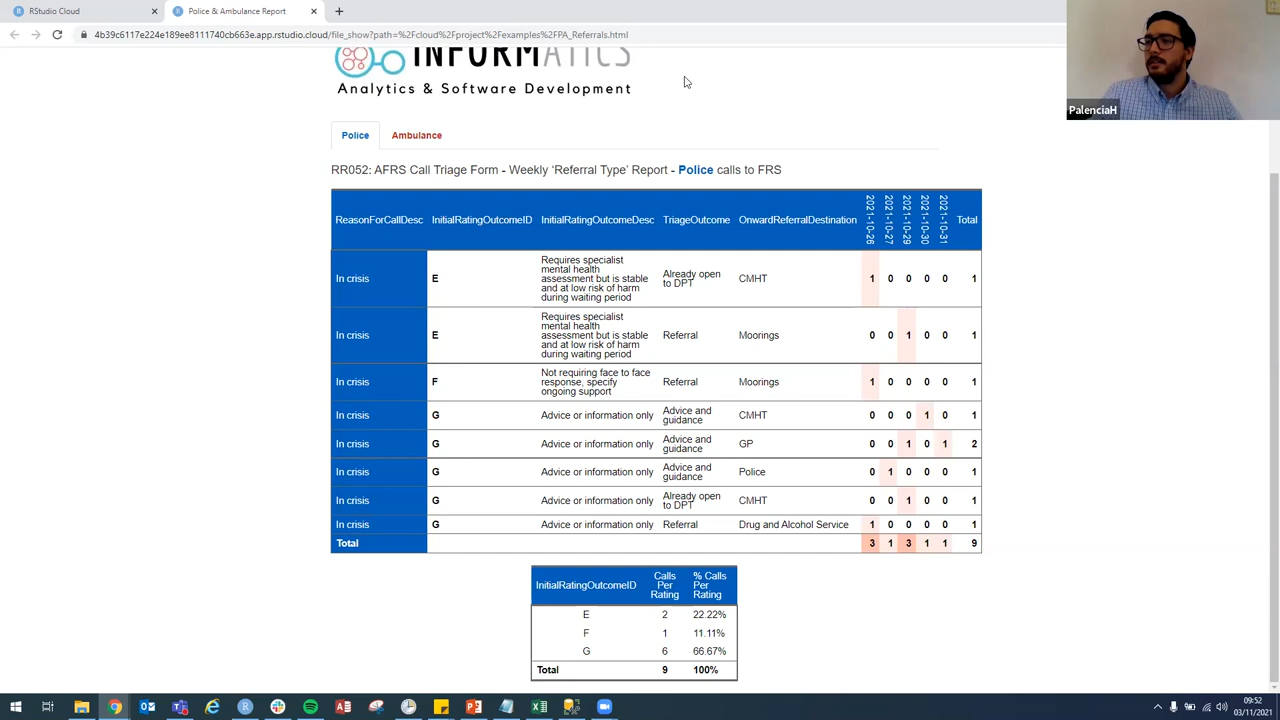 RStudio Cloud
Police & Ambulance Report
4b39c6117e224e189ee8111740cb663e.app.rstudio.cloud/file_show?path=%2Fcloud%2Fproject%2Fexamples%2FPA_Referrals.html
PalenciaH
INFORMATICS
Analytics & Software Development
Police Ambulance
RR052: AFRS Call Triage Form - Weekly ‘Referral Type’ Report - Police calls to FRS
ReasonForCallDesc InitialRatingOutcomeID InitialRatingOutcomeDesc TriageOutcome OnwardReferralDestination 2021-10-26 2021-10-27 2021-10-29 2021-10-30 2021-10-31 Total
In crisis E Requires specialist mental health assessment but is stable and at low risk of harm during waiting period Already open to DPT CMHT 1 0 0 0 0 1
In crisis E Requires specialist mental health assessment but is stable and at low risk of harm during waiting period Referral Moorings 0 0 1 0 0 1
In crisis F Not requiring face to face response, specify ongoing support Referral Moorings 1 0 0 0 0 1
In crisis G Advice or information only Advice and guidance CMHT 0 0 0 1 0 1
In crisis G Advice or information only Advice and guidance GP 0 0 1 0 1 2
In crisis G Advice or information only Advice and guidance Police 0 1 0 0 0 1
In crisis G Advice or information only Already open to DPT CMHT 0 0 1 0 0 1
In crisis G Advice or information only Referral Drug and Alcohol Service 1 0 0 0 0 1
Total 3 1 3 1 1 9
InitialRatingOutcomeID Calls Per Rating % Calls Per Rating
E 2 22.22%
F 1 11.11%
G 6 66.67%
Total 9 100%
09:52
03/11/2021